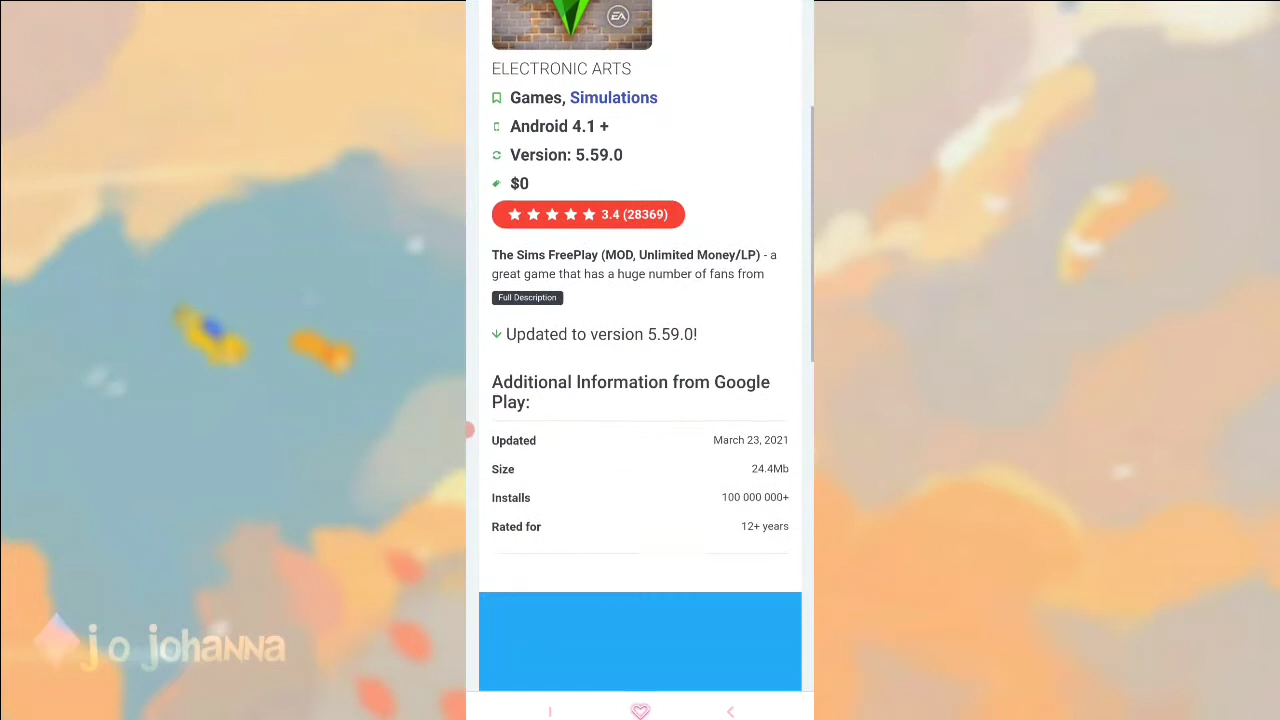 EA
ELECTRONIC ARTS
Games, Simulations
Android 4.1 +
Version: 5.59.0
$0
3.4 (28369)
The Sims FreePlay (MOD, Unlimited Money/LP) - a
great game that has a huge number of fans from
Full Description
Updated to version 5.59.0!
Additional Information from Google
Play:
Updated March 23, 2021
Size 24.4Mb
Installs 100 000 000+
Rated for 12+ years
jo johanna